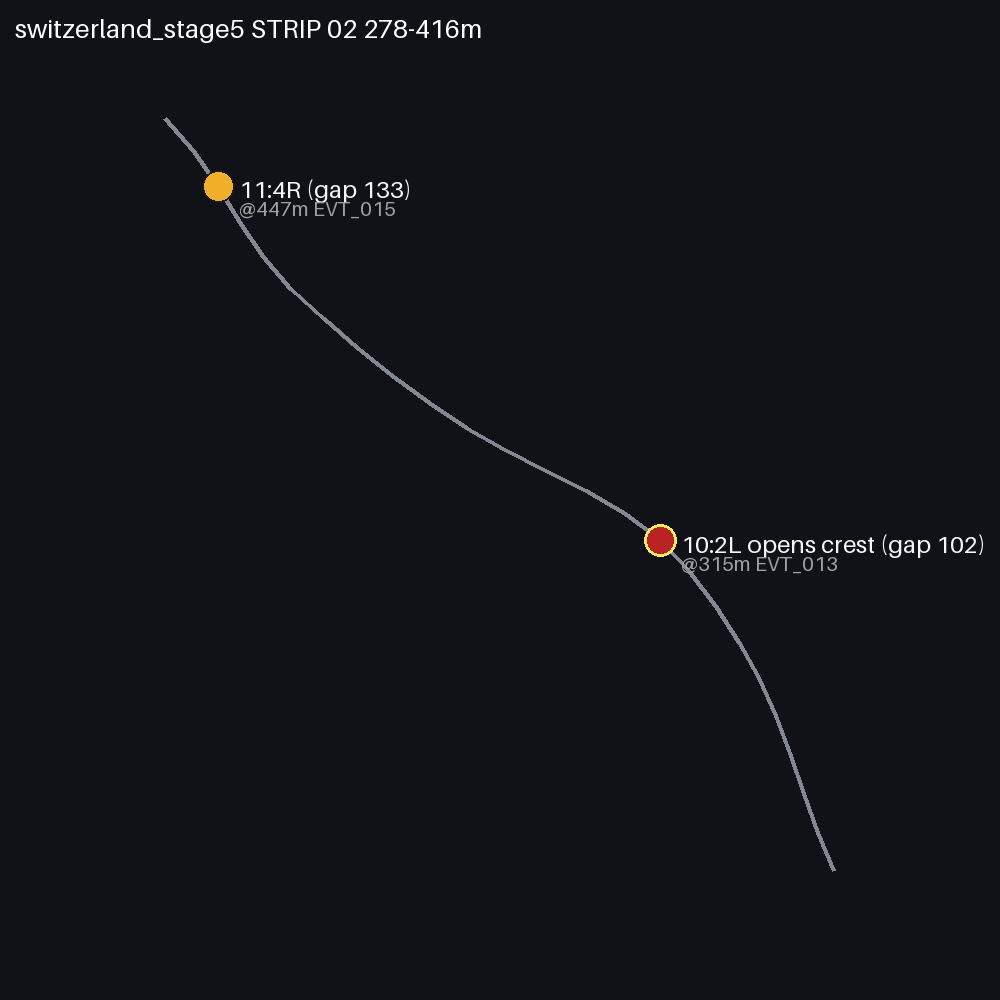 switzerland_stage5 STRIP 02 278-416m
11:4R (gap 133)
@447m EVT_015
10:2L opens crest (gap 102)
@315m EVT_013